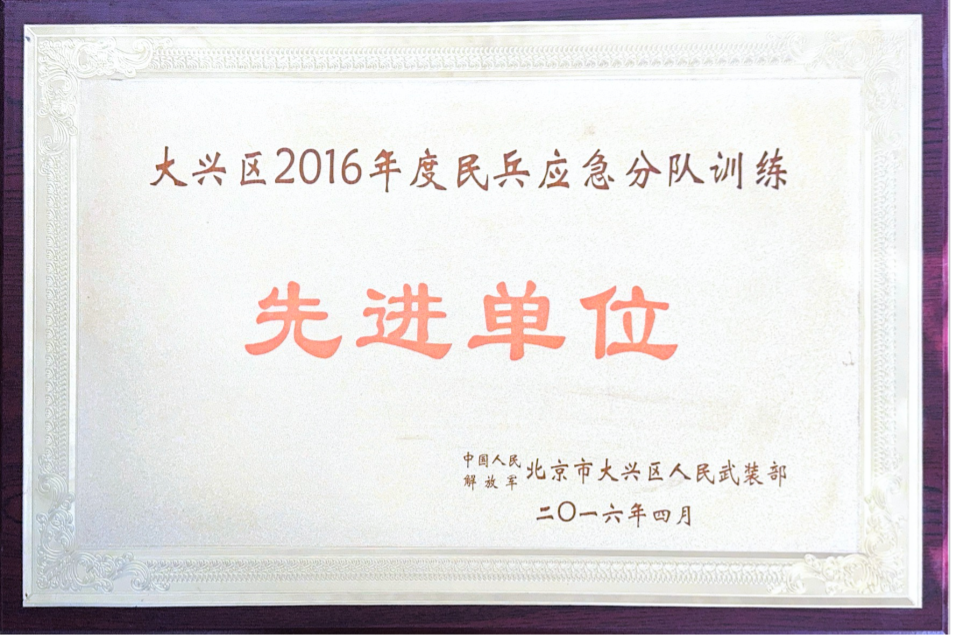 大兴区2016年度民兵应急分队训练
先进单位
中国人民解放军北京市大兴区人民武装部
二〇一六年四月